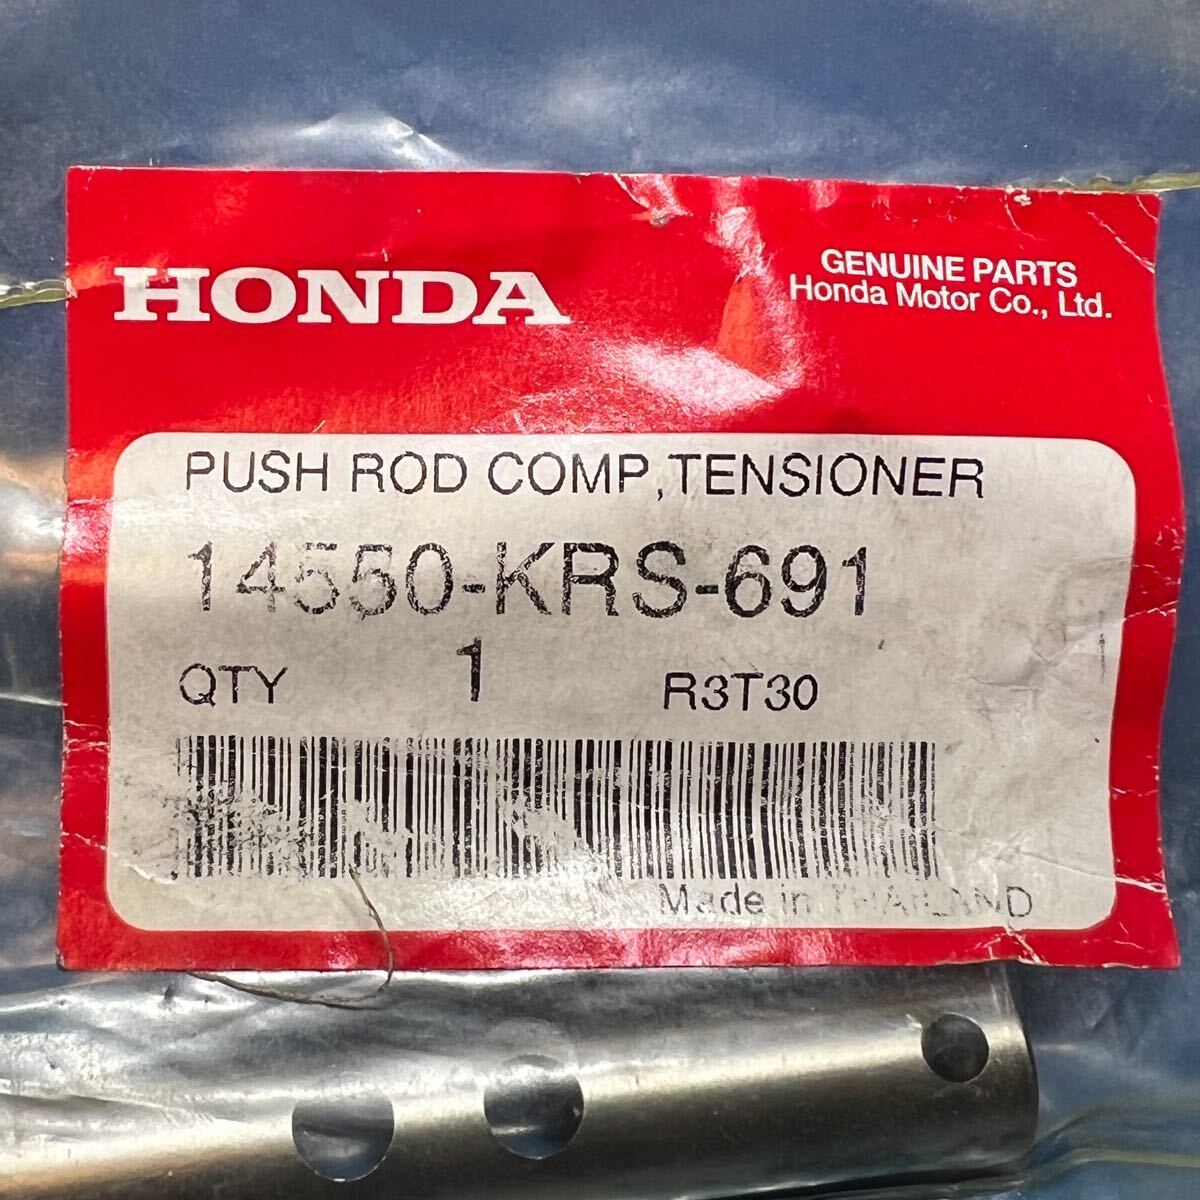 HONDA
GENUINE PARTS
Honda Motor Co., Ltd.
PUSH ROD COMP,TENSIONER
14550-KRS-691
QTY 1 R3T30
Made in THAILAND